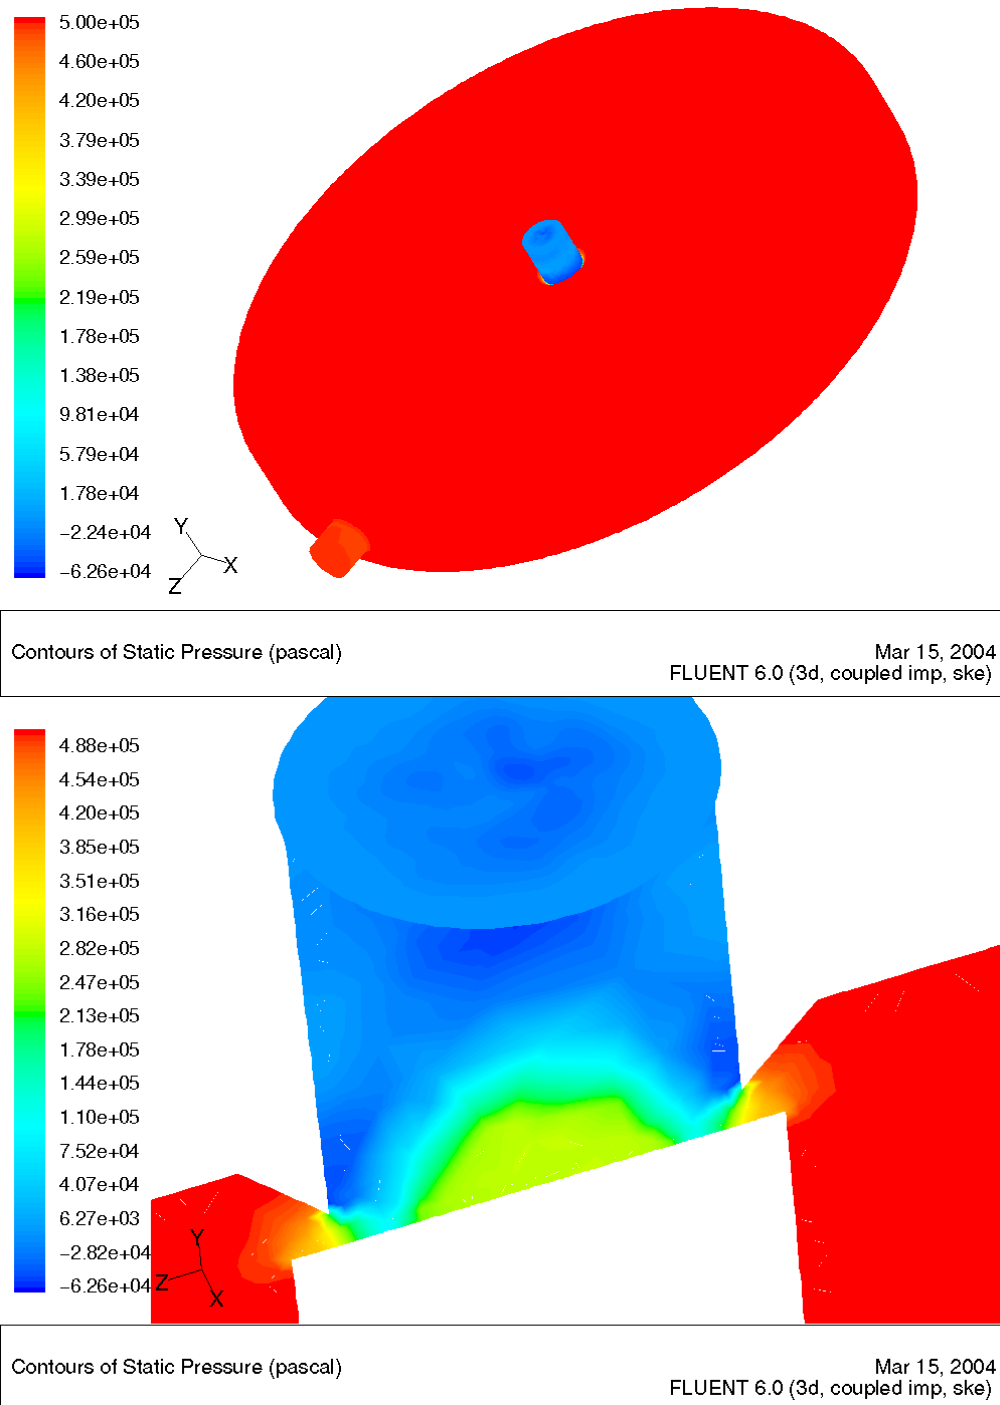 5.00e+05
4.60e+05
4.20e+05
3.79e+05
3.39e+05
2.99e+05
2.59e+05
2.19e+05
1.78e+05
1.38e+05
9.81e+04
5.79e+04
1.78e+04
−2.24e+04
−6.26e+04
Y
X
Z
Contours of Static Pressure (pascal)
Mar 15, 2004
FLUENT 6.0 (3d, coupled imp, ske)
4.88e+05
4.54e+05
4.20e+05
3.85e+05
3.51e+05
3.16e+05
2.82e+05
2.47e+05
2.13e+05
1.78e+05
1.44e+05
1.10e+05
7.52e+04
4.07e+04
6.27e+03
−2.82e+04
−6.26e+04
Y
Z
X
Contours of Static Pressure (pascal)
Mar 15, 2004
FLUENT 6.0 (3d, coupled imp, ske)